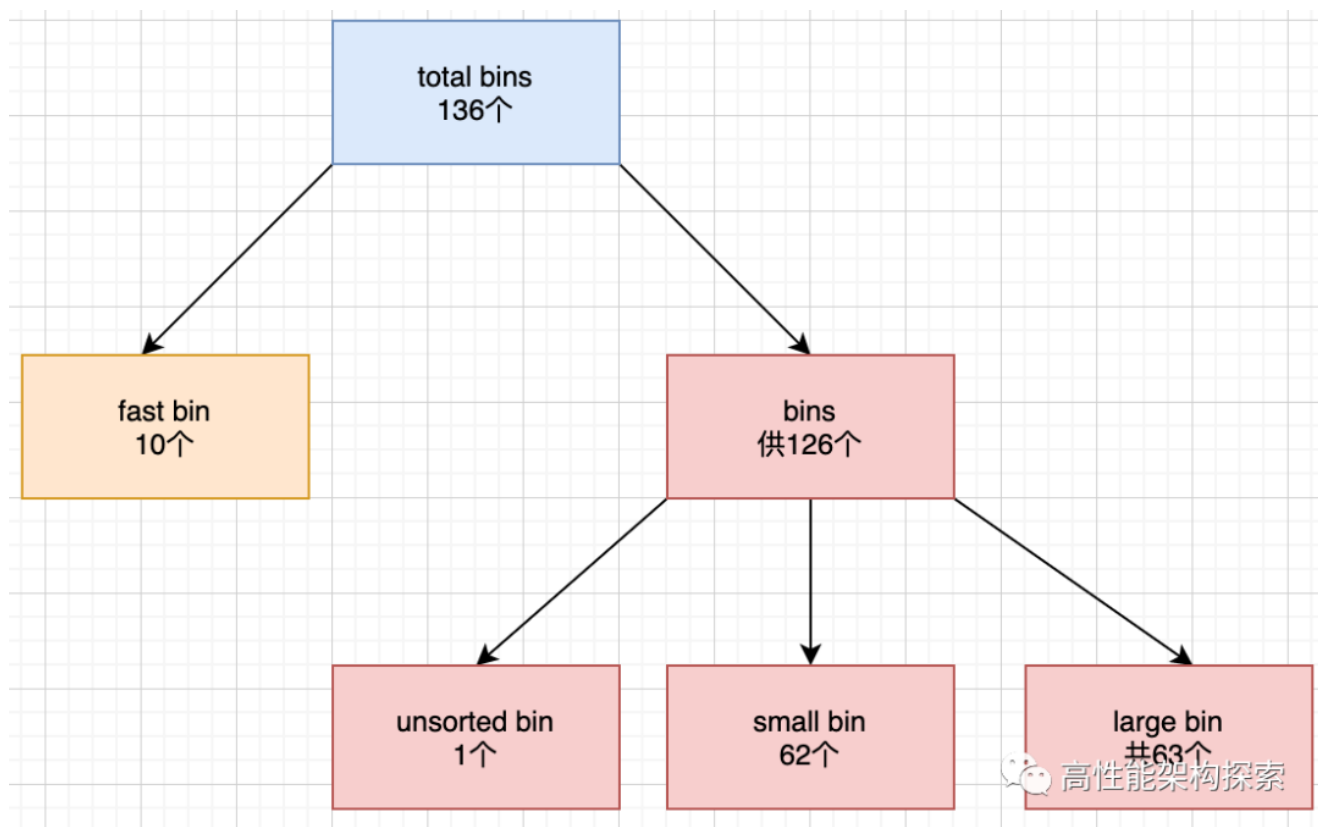 total bins
136个
fast bin
10个
bins
供126个
unsorted bin
1个
small bin
62个
large bin
共63个
高性能架构探索